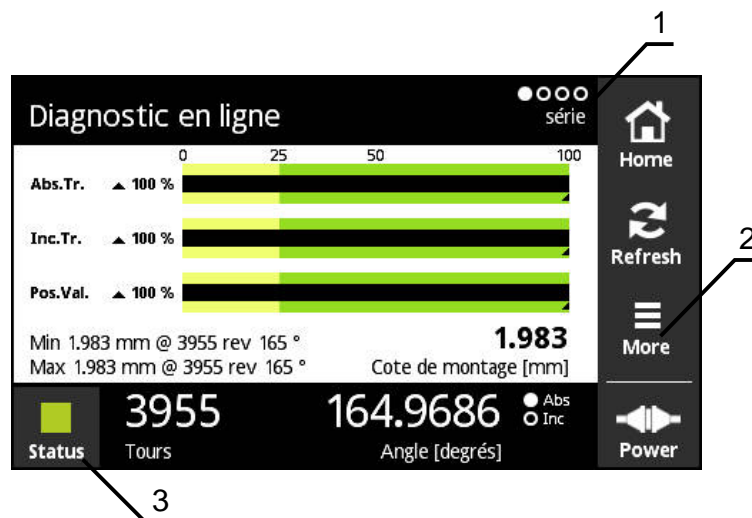 1
Diagnostic en ligne
série
Home
0 25 50 100
Abs.Tr. ▲ 100 %
Inc.Tr. ▲ 100 %
Refresh
2
Pos.Val. ▲ 100 %
Min 1.983 mm @ 3955 rev 165 °
1.983
Max 1.983 mm @ 3955 rev 165 °
Cote de montage [mm]
More
3955
164.9686
Abs
Inc
Status
Tours
Angle [degrés]
Power
3